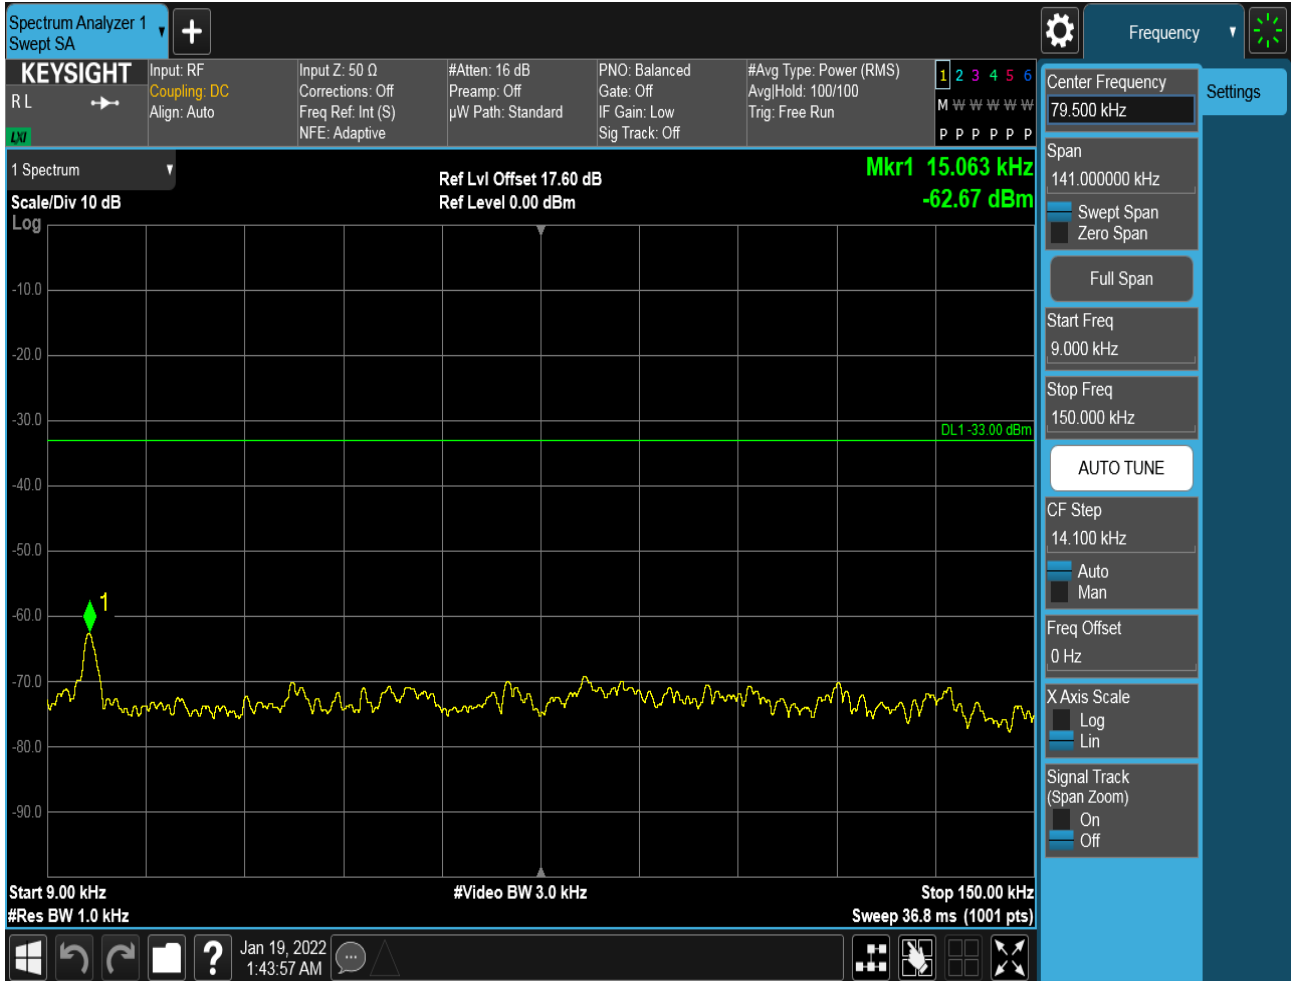 Spectrum Analyzer 1
Swept SA
+
Frequency
KEYSIGHT
R L
LXI
Input: RF
Coupling: DC
Align: Auto
Input Z: 50 Ω
Corrections: Off
Freq Ref: Int (S)
NFE: Adaptive
#Atten: 16 dB
Preamp: Off
µW Path: Standard
PNO: Balanced
Gate: Off
IF Gain: Low
Sig Track: Off
#Avg Type: Power (RMS)
Avg|Hold: 100/100
Trig: Free Run
1 2 3 4 5 6
M W W W W W
P P P P P P
1 Spectrum
Scale/Div 10 dB
Log
Ref Lvl Offset 17.60 dB
Ref Level 0.00 dBm
Mkr1 15.063 kHz
-62.67 dBm
-10.0
-20.0
-30.0
DL1 -33.00 dBm
-40.0
-50.0
-60.0
1
-70.0
-80.0
-90.0
Start 9.00 kHz
#Video BW 3.0 kHz
Stop 150.00 kHz
#Res BW 1.0 kHz
Sweep 36.8 ms (1001 pts)
?
Jan 19, 2022
1:43:57 AM
Center Frequency
79.500 kHz
Settings
Span
141.000000 kHz
Swept Span
Zero Span
Full Span
Start Freq
9.000 kHz
Stop Freq
150.000 kHz
AUTO TUNE
CF Step
14.100 kHz
Auto
Man
Freq Offset
0 Hz
X Axis Scale
Log
Lin
Signal Track
(Span Zoom)
On
Off